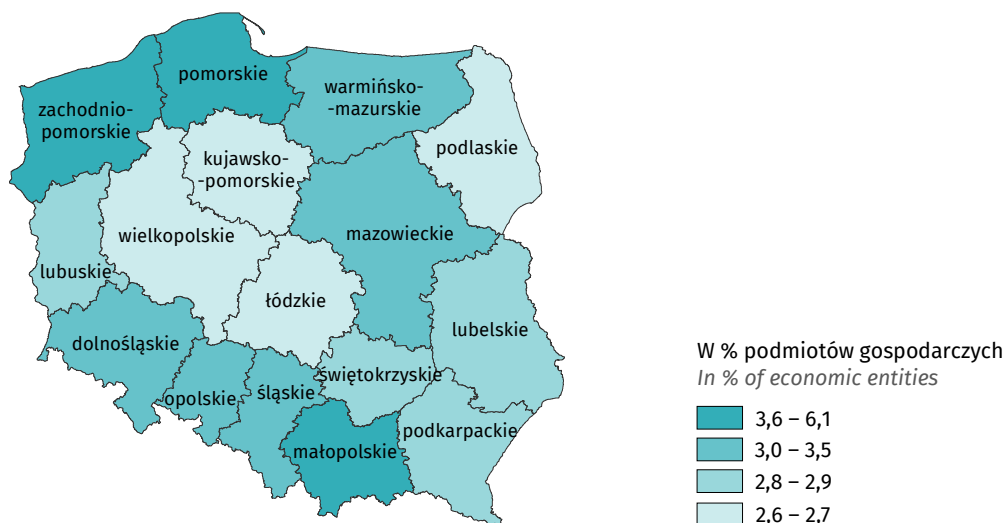 pomorskie
zachodnio-
pomorskie
warmińsko-
mazurskie
podlaskie
kujawsko-
-pomorskie
wielkopolskie
mazowieckie
lubuskie
łódzkie
lubelskie
dolnośląskie
opolskie
śląskie
świętokrzyskie
małopolskie
podkarpackie
W % podmiotów gospodarczych
In % of economic entities
3,6 – 6,1
3,0 – 3,5
2,8 – 2,9
2,6 – 2,7